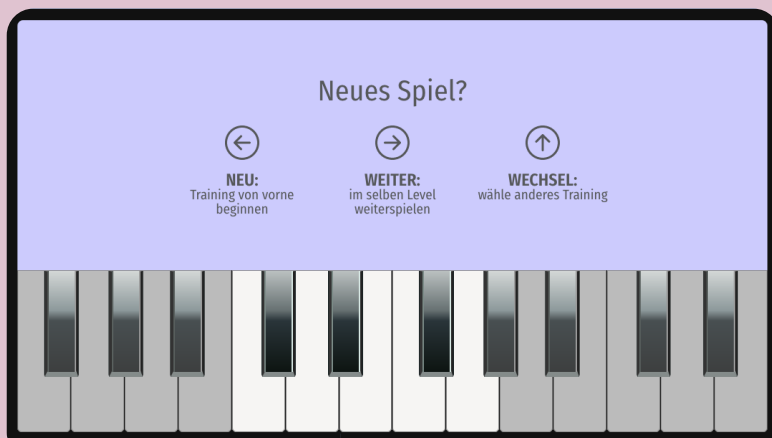 Neues Spiel?
NEU:
Training von vorne
beginnen
WEITER:
im selben Level
weiterspielen
WECHSEL:
wähle anderes Training